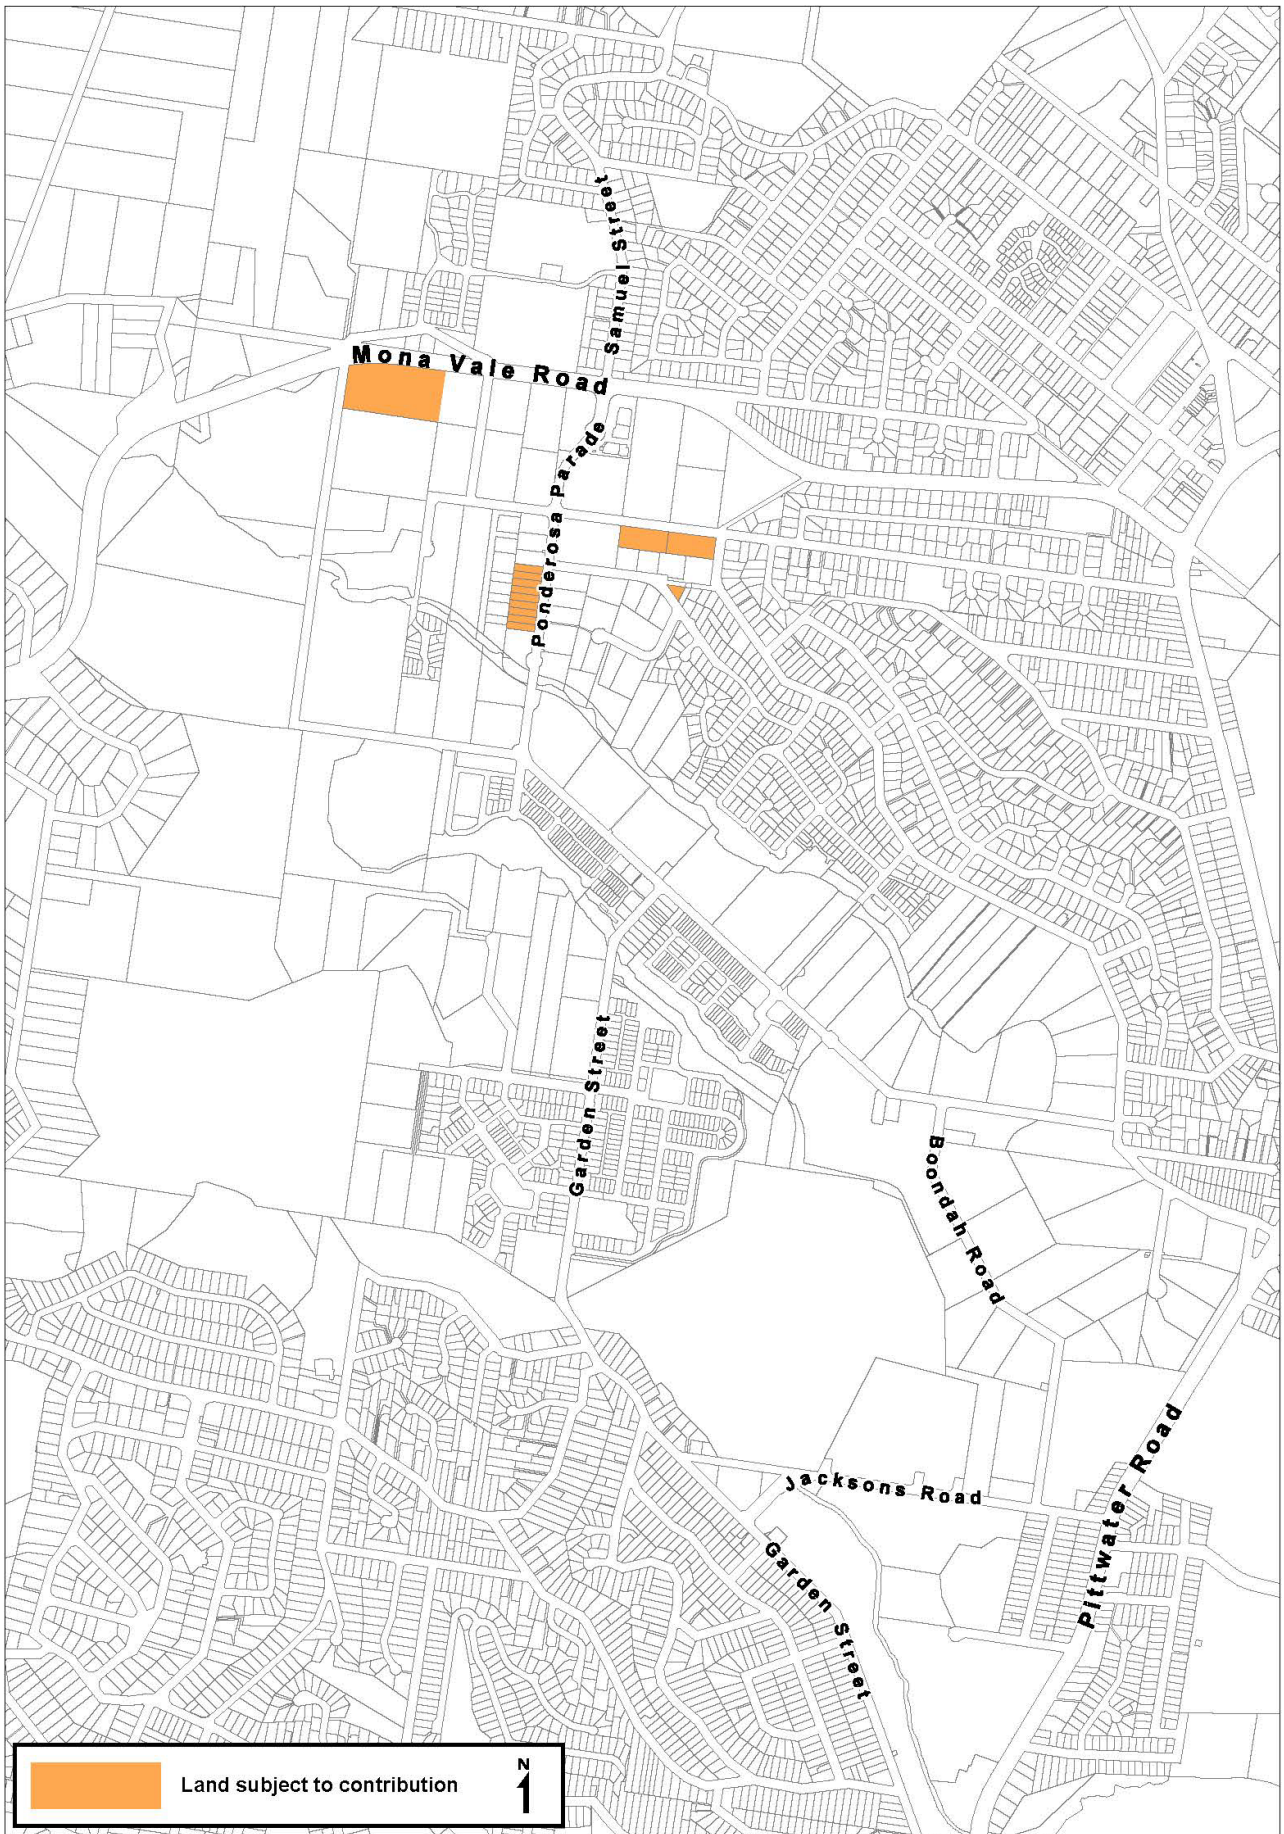 Samuel Street
Mona Vale Road
Ponderosa Parade
Garden Street
Boondah Road
Pittwater Road
Jacksons Road
Garden Street
Land subject to contribution
N